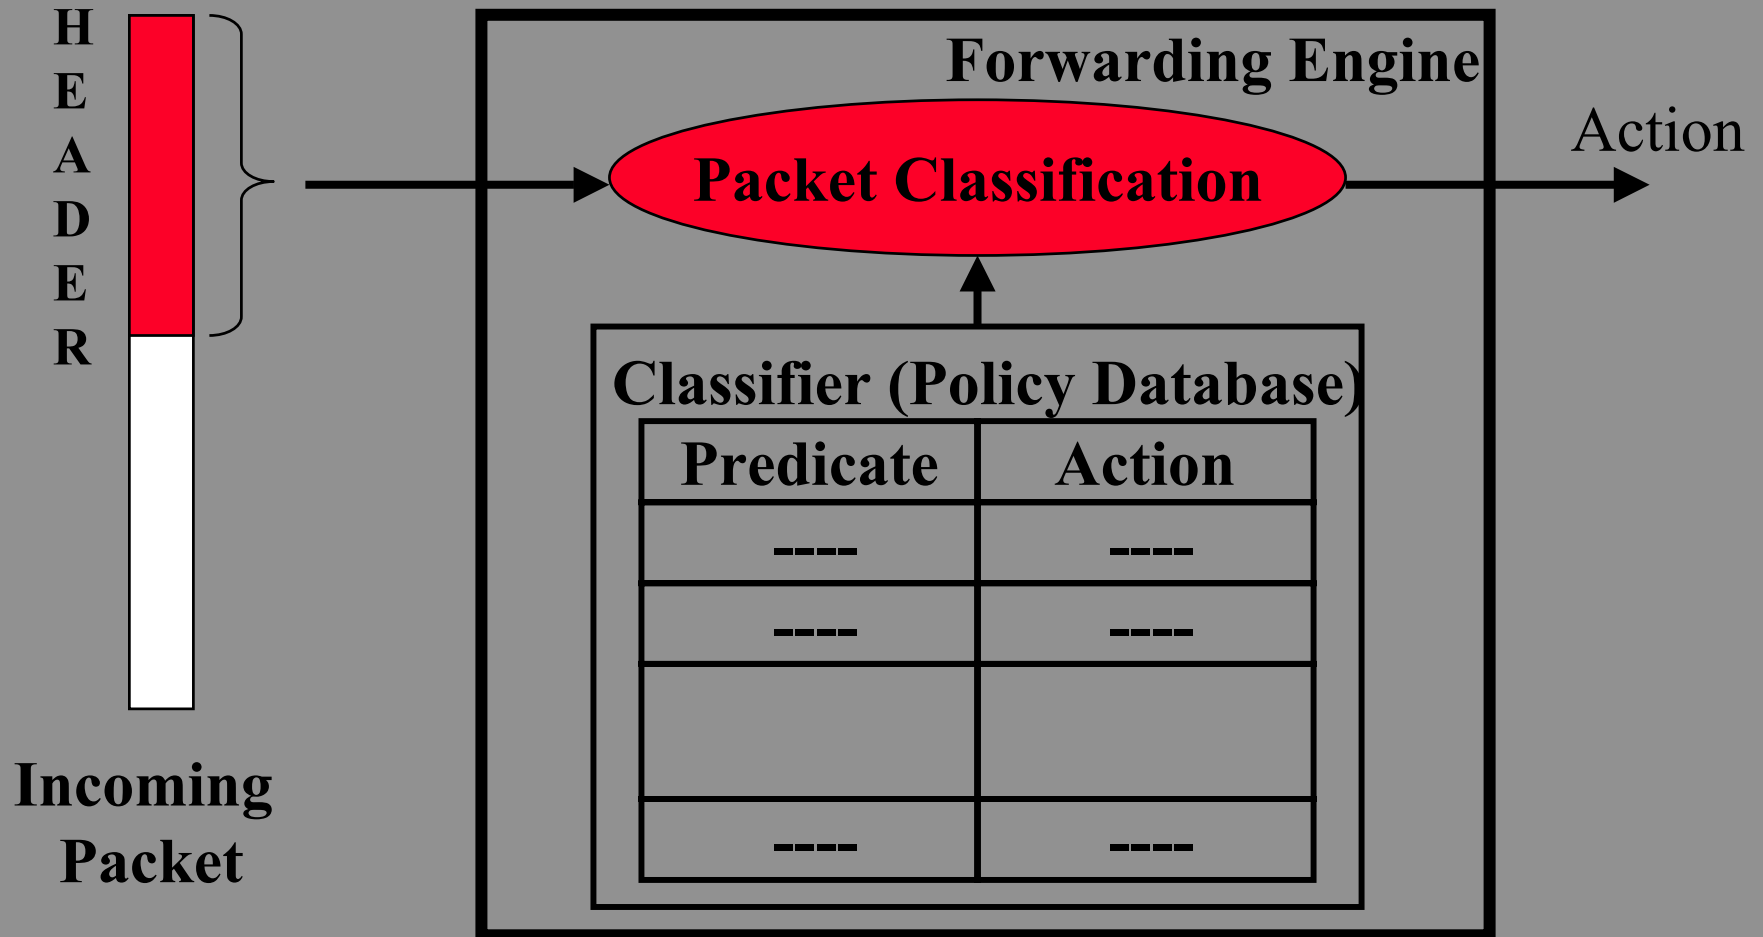 H
E
A
D
E
R
Incoming
Packet
Forwarding Engine
Packet Classification
Action
Classifier (Policy Database)
Predicate Action
---- ----
---- ----
---- ----